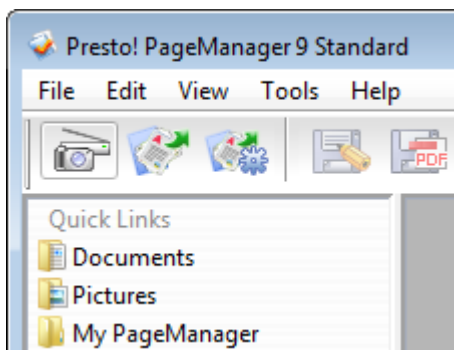 Presto! PageManager 9 Standard
File Edit View Tools Help
PDF
Quick Links
Documents
Pictures
My PageManager